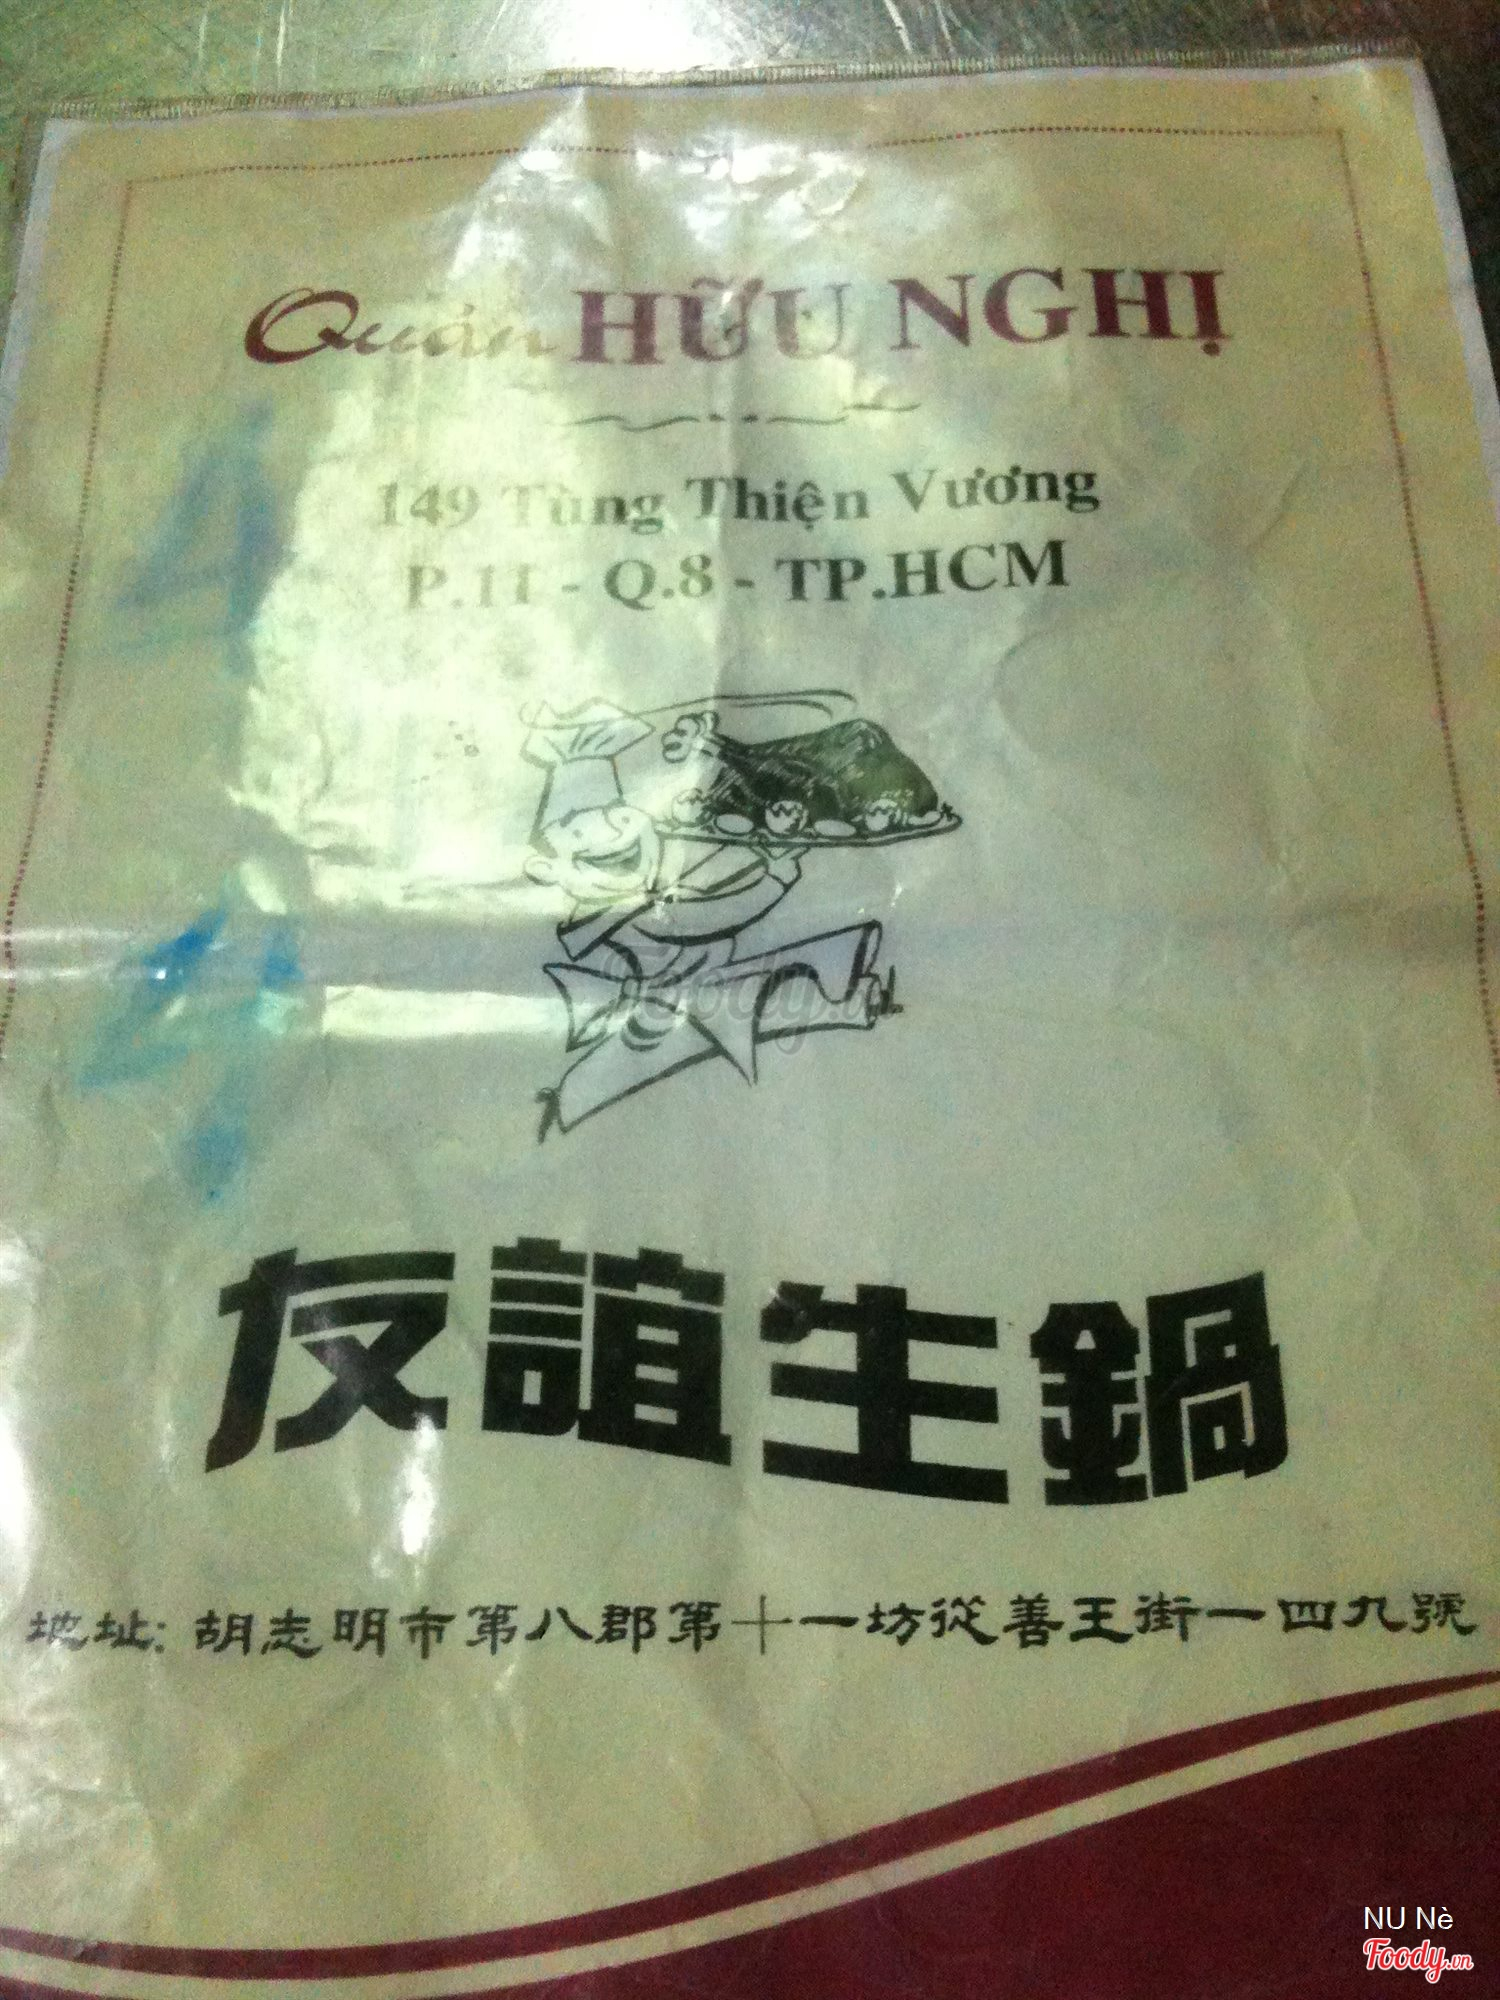 Quán HỮU NGHỊ
149 Tùng Thiện Vương
P.11 - Q.8 - TP.HCM
Foody.vn
友誼生鍋
地址: 胡志明市第八郡第十一坊從善王街一四九號
NU Nè
Foody.vn